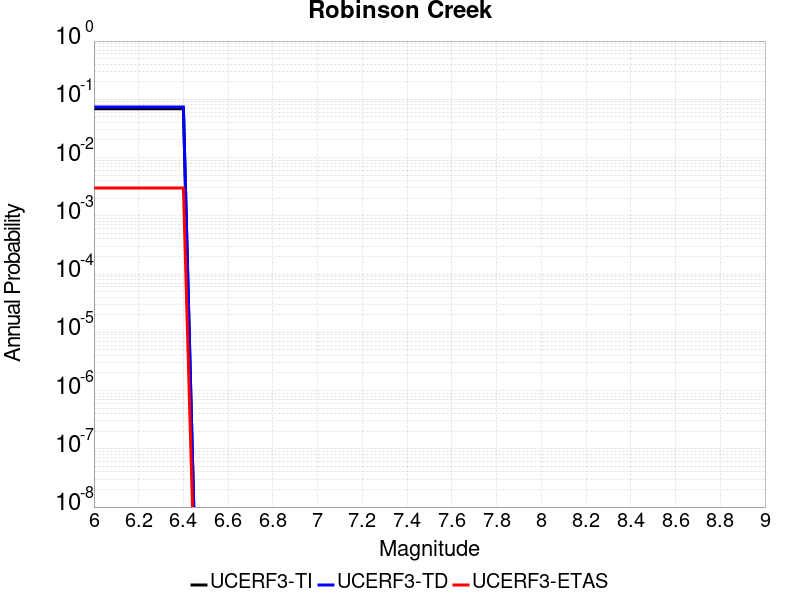 Robinson Creek
10^0
10^-1
10^-2
10^-3
10^-4
10^-5
10^-6
10^-7
10^-8
Annual Probability
6 6.2 6.4 6.6 6.8 7 7.2 7.4 7.6 7.8 8 8.2 8.4 8.6 8.8 9
Magnitude
UCERF3-TI UCERF3-TD UCERF3-ETAS